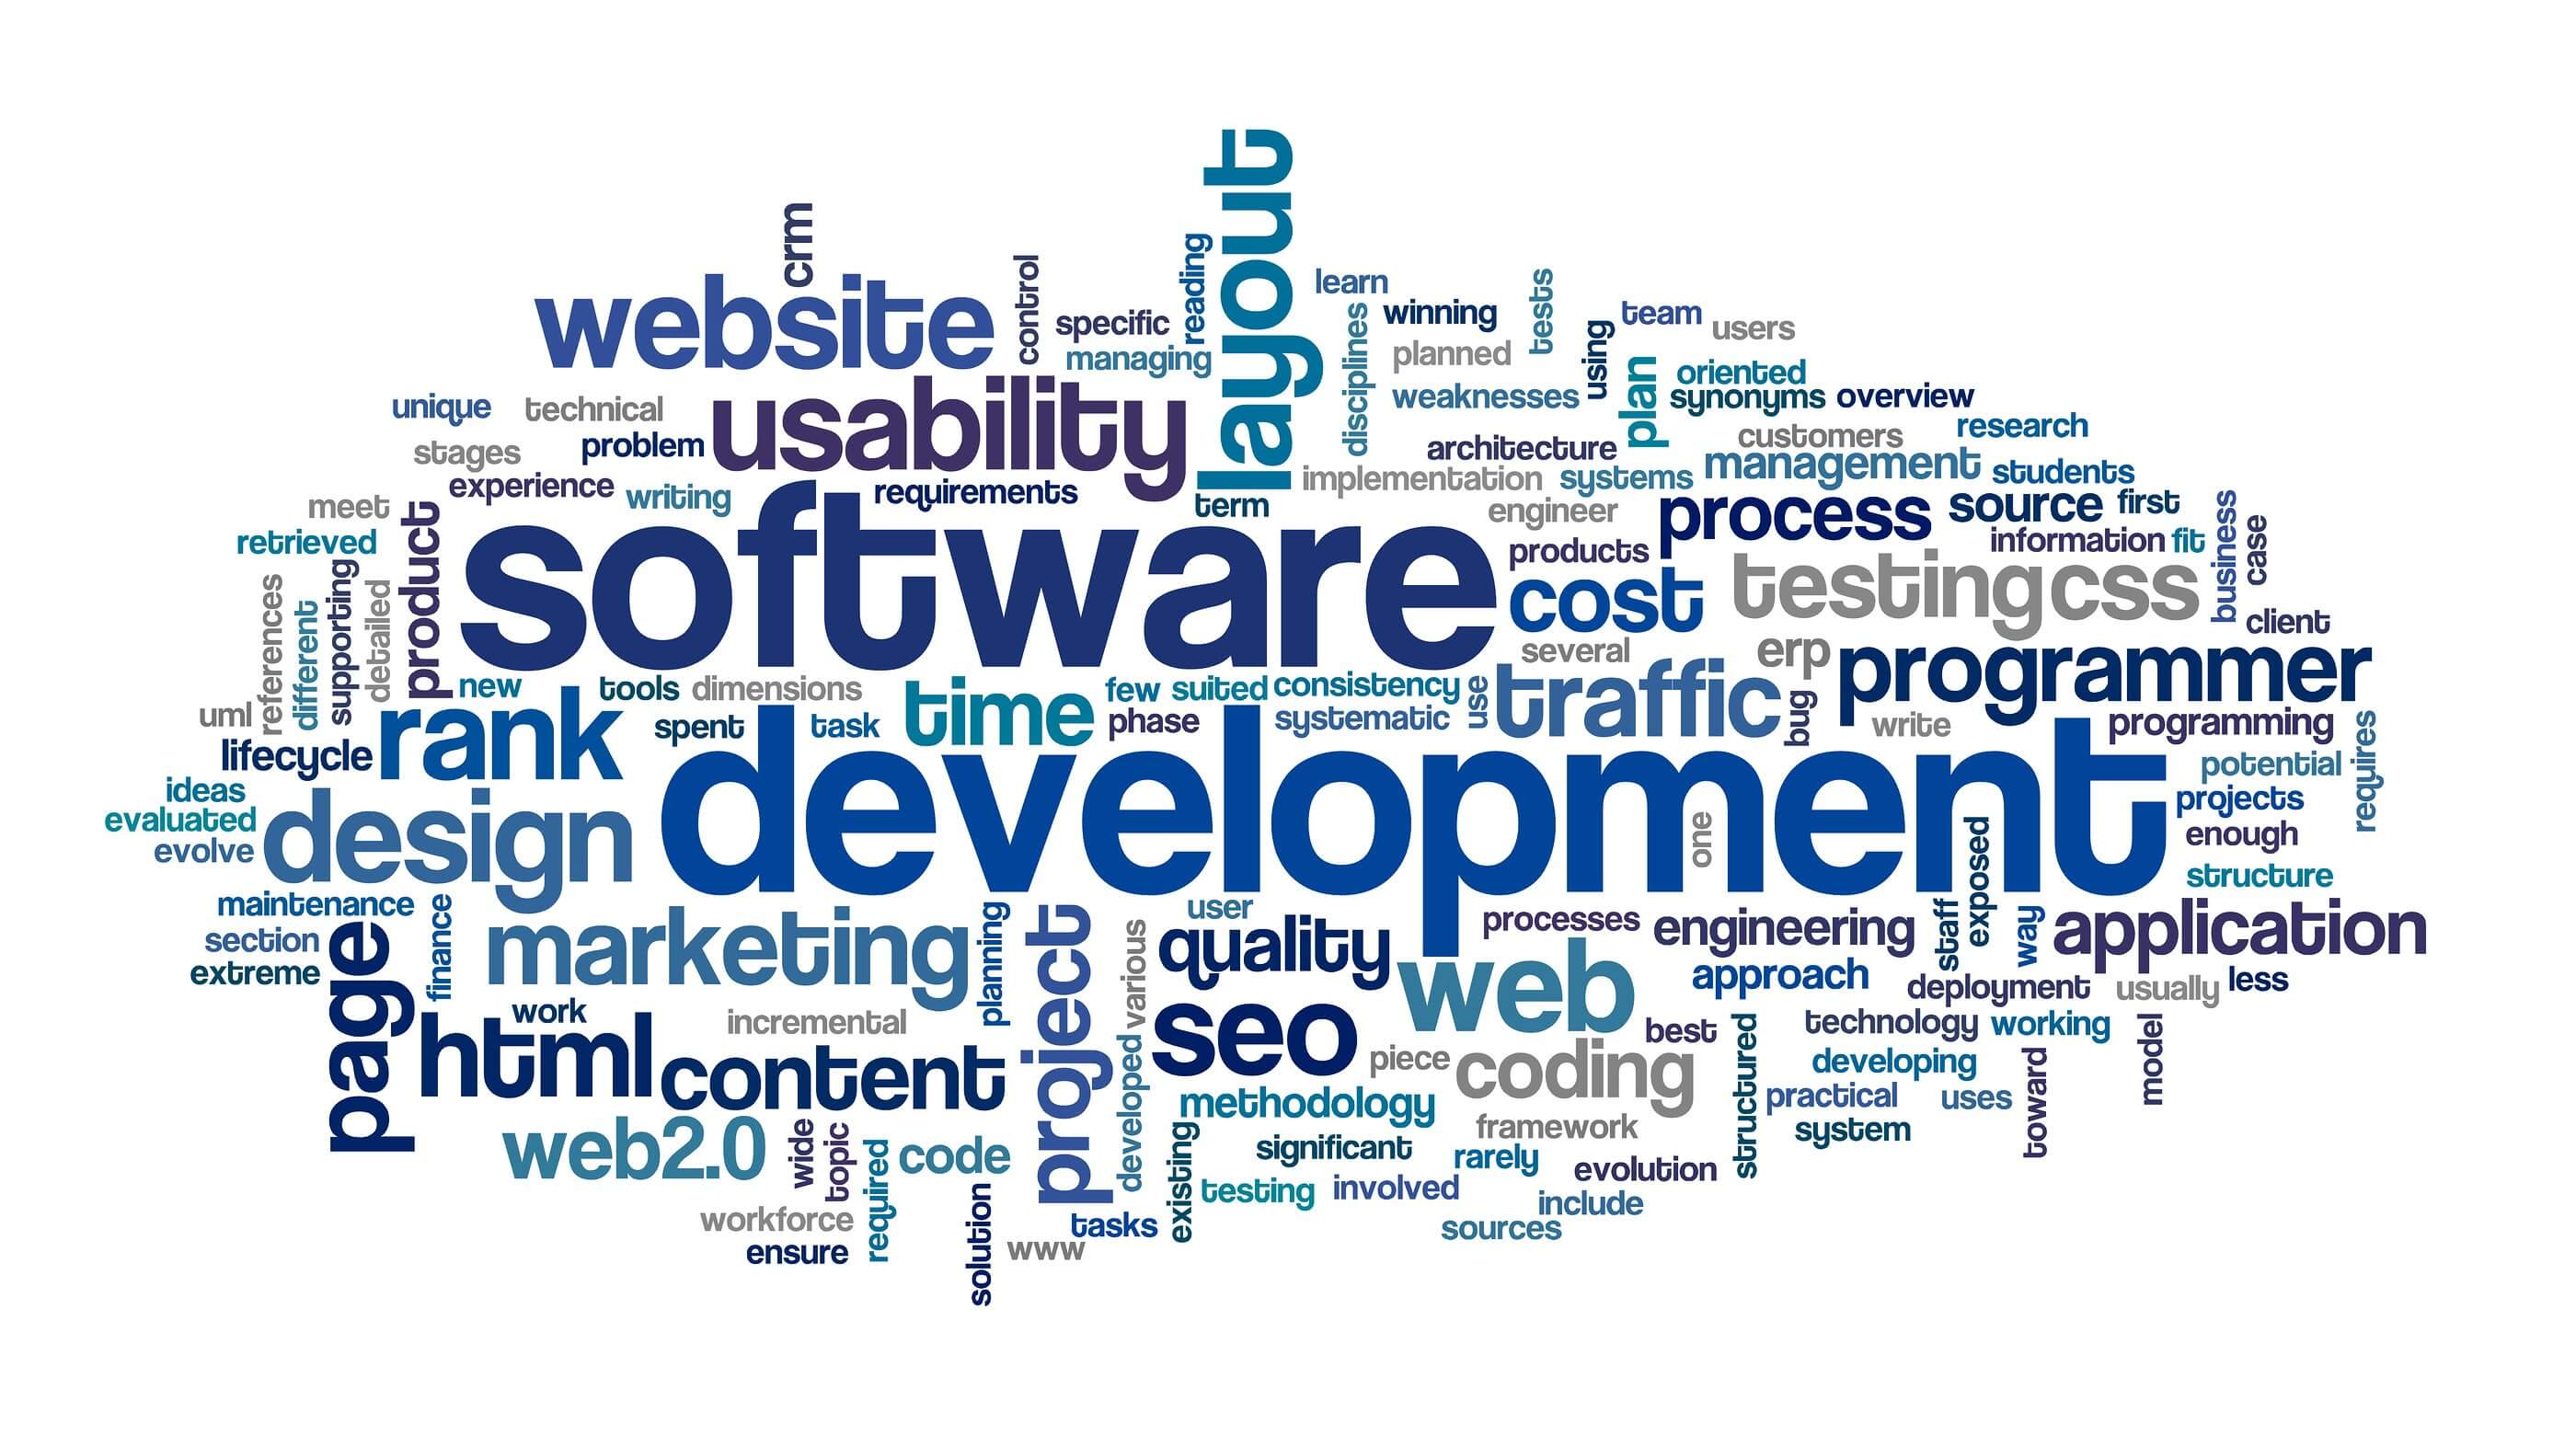 crm
website
control
specific
managing
reading
layout
learn
winning
tests
team
users
disciplines
planned
using
weaknesses
plan
oriented
synonyms
overview
unique
technical
usability
stages
problem
architecture
customers
research
experience
writing
requirements
term
implementation
systems
management
students
meet
retrieved
product
software
engineer
process
source
first
products
information
fit
business
case
references
different
supporting
detailed
cost
testing
css
client
several
erp
programmer
uml
new
tools
dimensions
time
few
suited
consistency
use
traffic
bug
write
programming
requires
lifecycle
rank
spent
task
phase
systematic
ideas
evaluated
evolve
design
development
one
exposed
potential
projects
enough
structure
maintenance
section
extreme
page
finance
marketing
planning
project
various
user
quality
processes
engineering
staff
way
application
approach
deployment
usually
less
work
html
incremental
content
developed
seo
web
piece
coding
best
structured
technology
working
developing
practical
uses
toward
model
system
web2.0
wide
topic
required
code
methodology
framework
significant
rarely
evolution
existing
testing
involved
include
sources
workforce
ensure
solution
www
tasks